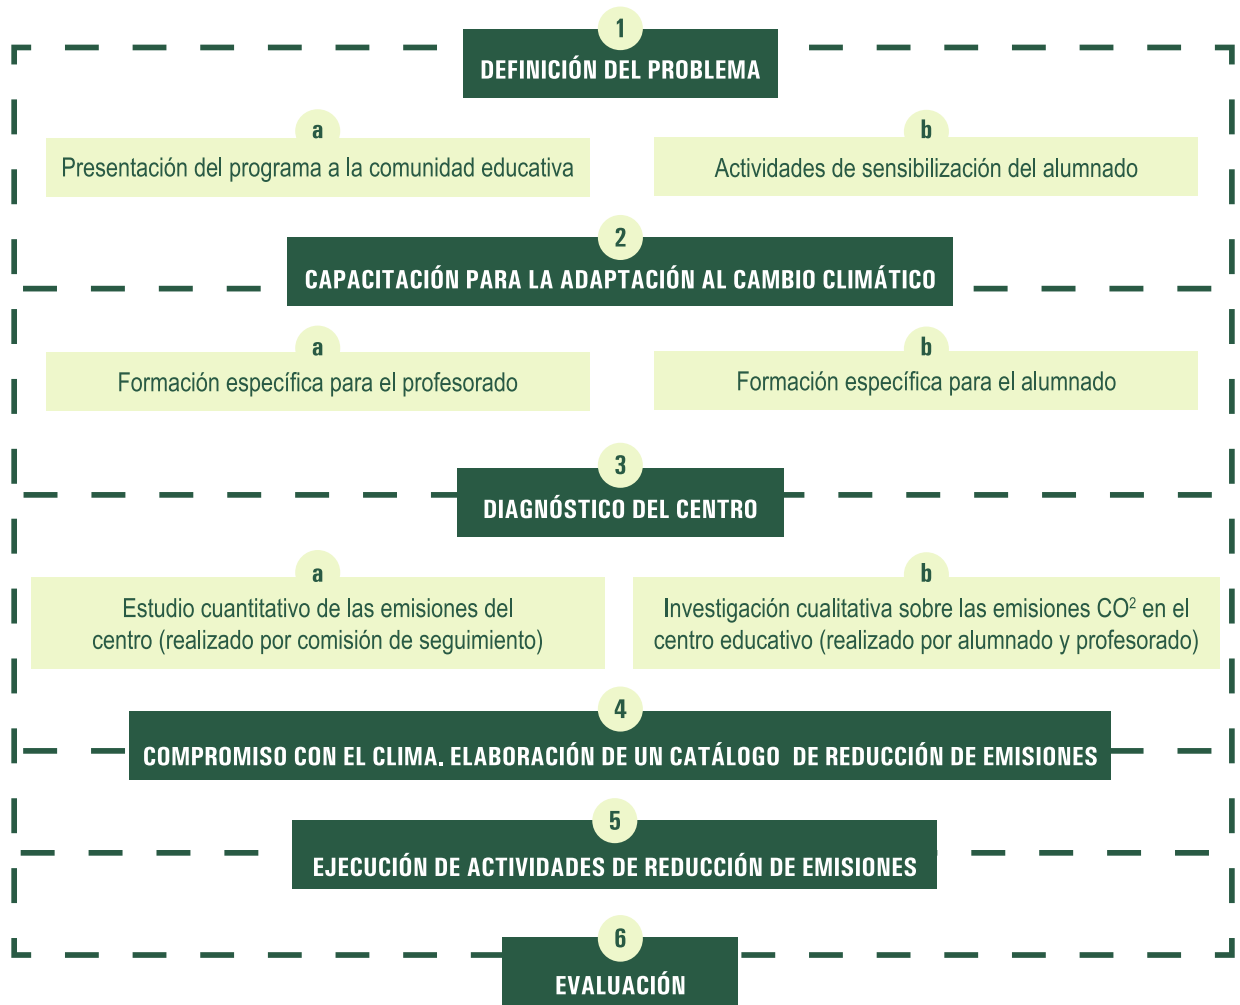 1
DEFINICIÓN DEL PROBLEMA
a
Presentación del programa a la comunidad educativa
b
Actividades de sensibilización del alumnado
2
CAPACITACIÓN PARA LA ADAPTACIÓN AL CAMBIO CLIMÁTICO
a
Formación específica para el profesorado
b
Formación específica para el alumnado
3
DIAGNÓSTICO DEL CENTRO
a
Estudio cuantitativo de las emisiones del
centro (realizado por comisión de seguimiento)
b
Investigación cualitativa sobre las emisiones CO² en el
centro educativo (realizado por alumnado y profesorado)
4
COMPROMISO CON EL CLIMA. ELABORACIÓN DE UN CATÁLOGO DE REDUCCIÓN DE EMISIONES
5
EJECUCIÓN DE ACTIVIDADES DE REDUCCIÓN DE EMISIONES
6
EVALUACIÓN